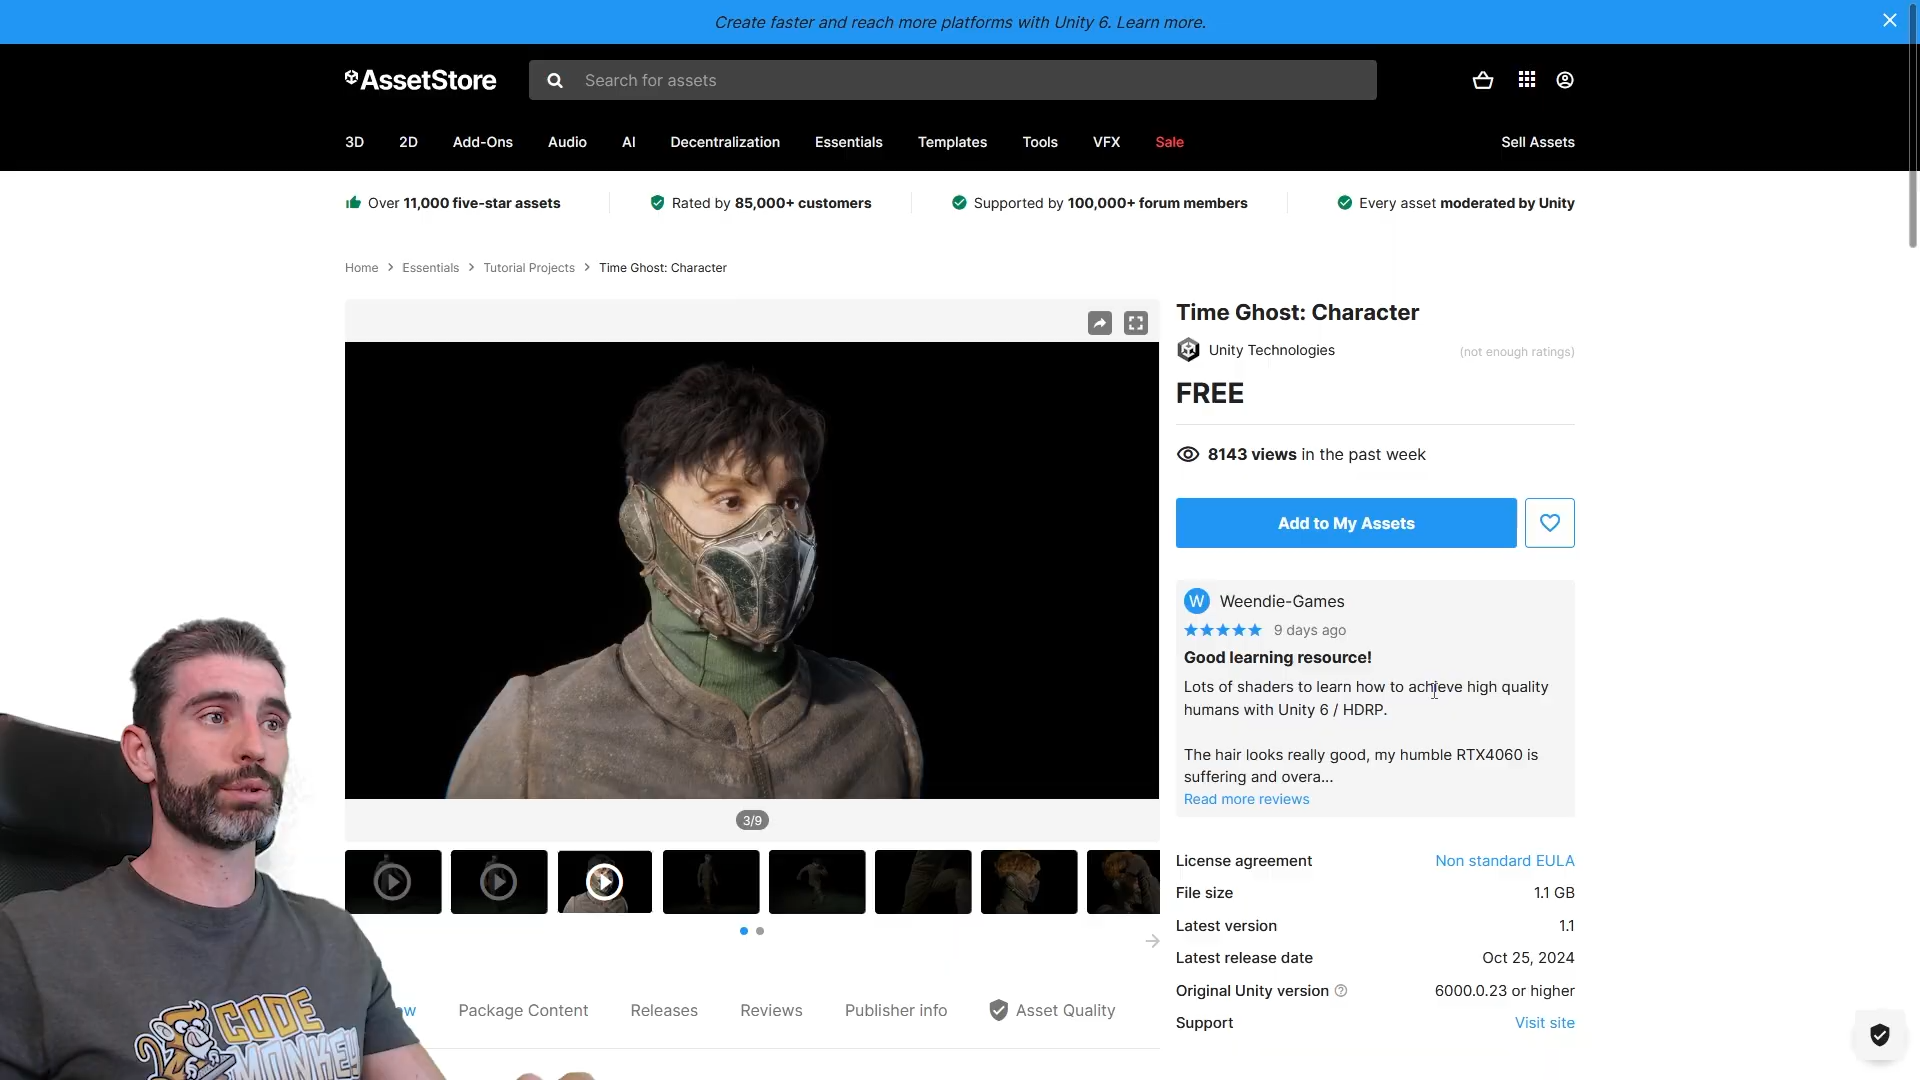 Create faster and reach more platforms with Unity 6. Learn more.
AssetStore
Search for assets
3D 2D Add-Ons Audio AI Decentralization Essentials Templates Tools VFX Sale Sell Assets
Over 11,000 five-star assets
Rated by 85,000+ customers
Supported by 100,000+ forum members
Every asset moderated by Unity
Home > Essentials > Tutorial Projects > Time Ghost: Character
Time Ghost: Character
Unity Technologies
(not enough ratings)
FREE
8143 views in the past week
Add to My Assets
W Weendie-Games
9 days ago
Good learning resource!
Lots of shaders to learn how to achieve high quality
humans with Unity 6 / HDRP.
The hair looks really good, my humble RTX4060 is
suffering and overa...
Read more reviews
3/9
License agreement Non standard EULA
File size 1.1 GB
Latest version 1.1
Latest release date Oct 25, 2024
Original Unity version 6000.0.23 or higher
Support Visit site
w Package Content Releases Reviews Publisher info Asset Quality
CODE
MONKEY